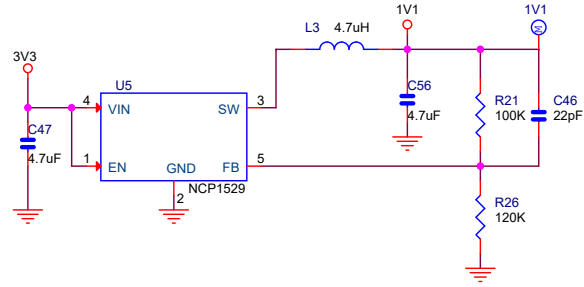 L3 4.7uH
1V1
1V1
M
3V3
U5
4 VIN
SW 3
C47
4.7uF
1 EN
GND
FB 5
NCP1529
2
C56
4.7uF
R21
100K
C46
22pF
R26
120K